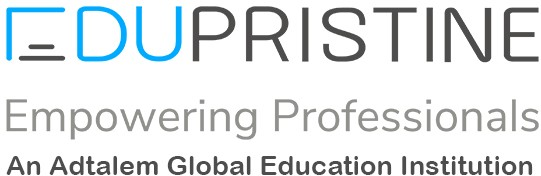 EDUPRISTINE
Empowering Professionals
An Adtalem Global Education Institution